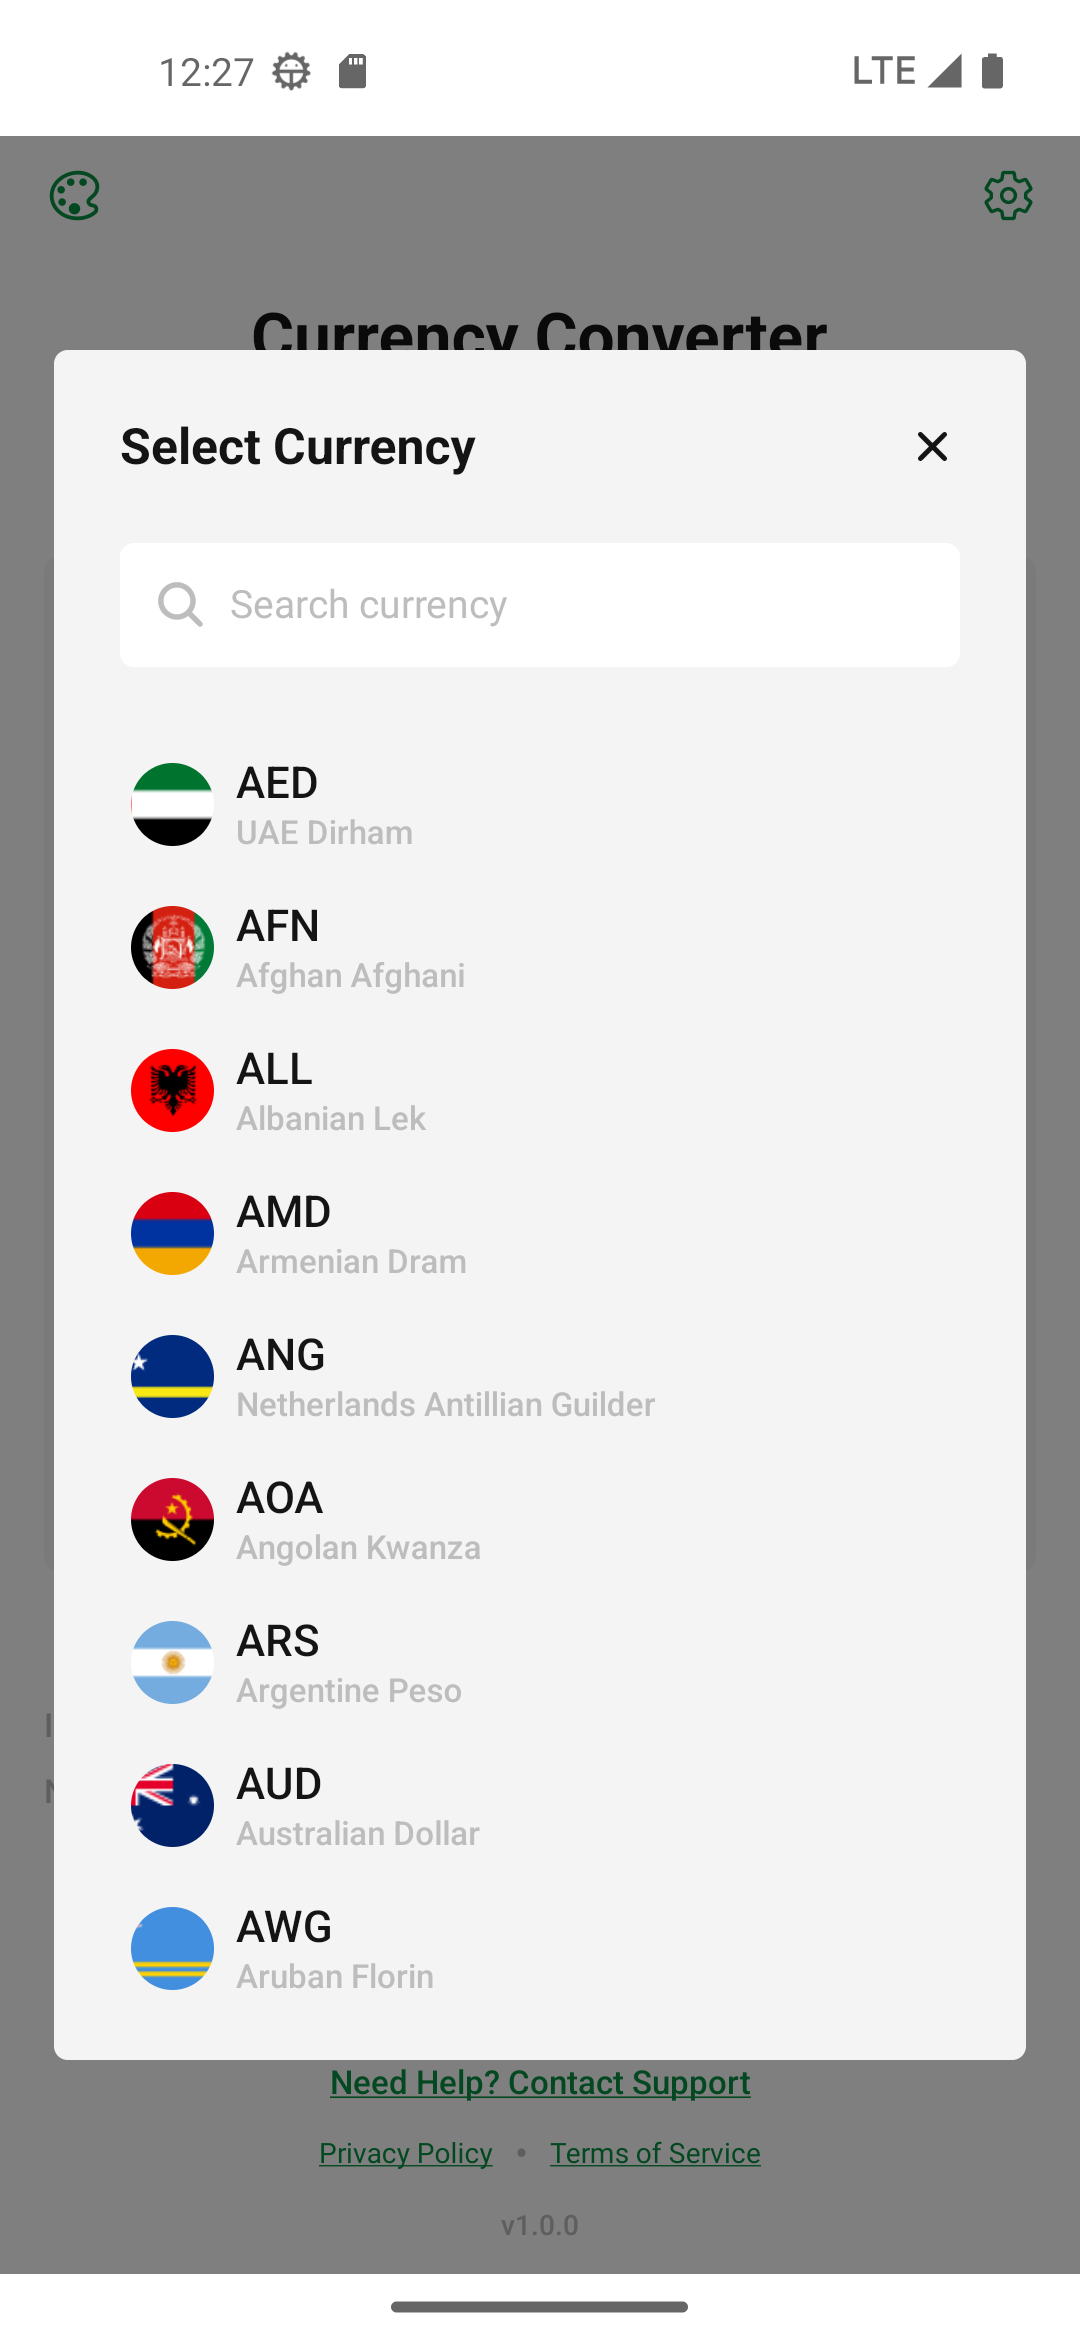 12:27
LTE
Currency Converter
Select Currency
Search currency
AED
UAE Dirham
AFN
Afghan Afghani
ALL
Albanian Lek
AMD
Armenian Dram
ANG
Netherlands Antillian Guilder
AOA
Angolan Kwanza
ARS
Argentine Peso
AUD
Australian Dollar
AWG
Aruban Florin
Need Help? Contact Support
Privacy Policy • Terms of Service
v1.0.0